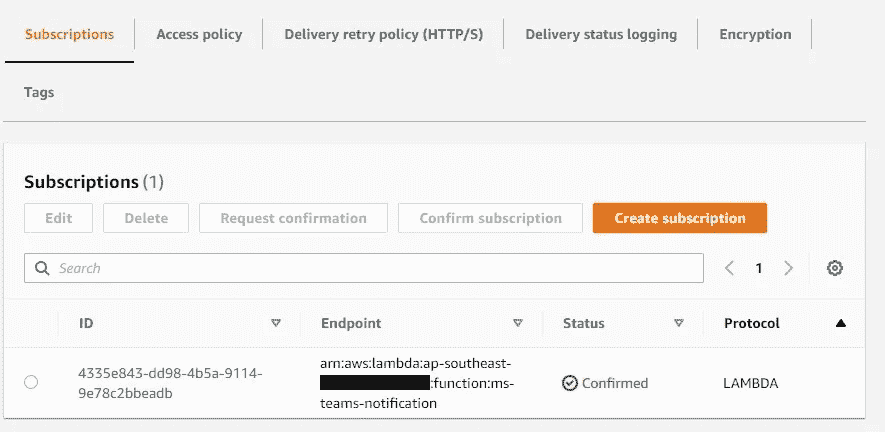 Subscriptions Access policy Delivery retry policy (HTTP/S) Delivery status logging Encryption
Tags
Subscriptions (1)
Edit Delete Request confirmation Confirm subscription Create subscription
Search 1
ID Endpoint Status Protocol
4335e843-dd98-4b5a-9114-
9e78c2bbeadb
arn:aws:lambda:ap-southeast-
:function:ms-
teams-notification
Confirmed
LAMBDA